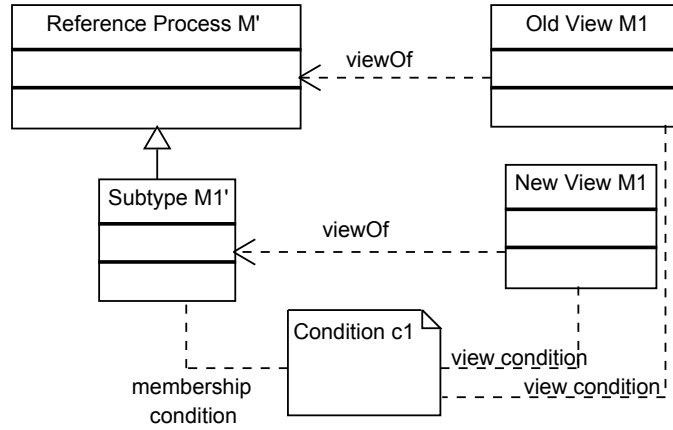 Reference Process M'
Old View M1
viewOf
Subtype M1'
New View M1
viewOf
Condition c1
view condition
view condition
membership
condition